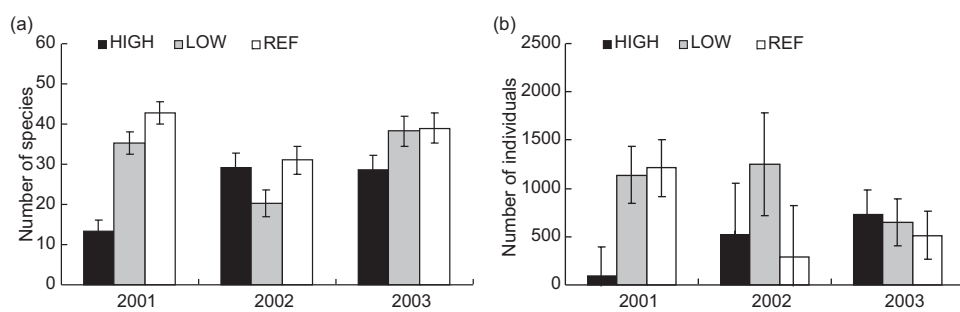 (a)
HIGH LOW REF
Number of species
60
50
40
30
20
10
0
2001 2002 2003
(b)
HIGH LOW REF
Number of individuals
2500
2000
1500
1000
500
0
2001 2002 2003